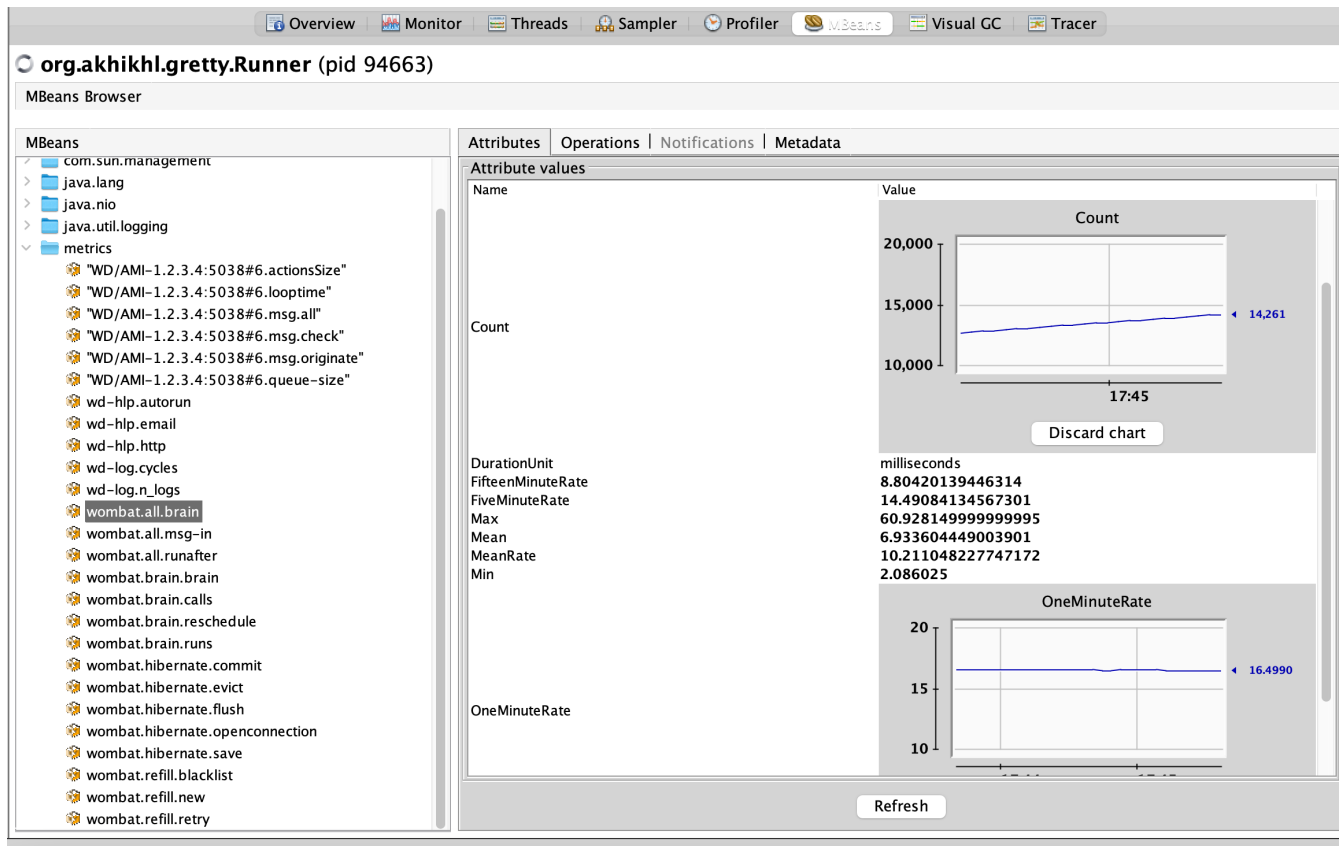 Overview Monitor Threads Sampler Profiler MBeans Visual GC Tracer
org.akhikhl.gretty.Runner (pid 94663)
MBeans Browser
MBeans
com.sun.management
java.lang
java.nio
java.util.logging
metrics
"WD/AMI-1.2.3.4:5038#6.actionsSize"
"WD/AMI-1.2.3.4:5038#6.looptime"
"WD/AMI-1.2.3.4:5038#6.msg.all"
"WD/AMI-1.2.3.4:5038#6.msg.check"
"WD/AMI-1.2.3.4:5038#6.msg.originate"
"WD/AMI-1.2.3.4:5038#6.queue-size"
wd-hlp.autorun
wd-hlp.email
wd-hlp.http
wd-log.cycles
wd-log.n_logs
wombat.all.brain
wombat.all.msg-in
wombat.all.runafter
wombat.brain.brain
wombat.brain.calls
wombat.brain.reschedule
wombat.brain.runs
wombat.hibernate.commit
wombat.hibernate.evict
wombat.hibernate.flush
wombat.hibernate.openconnection
wombat.hibernate.save
wombat.refill.blacklist
wombat.refill.new
wombat.refill.retry
Attributes Operations Notifications Metadata
Attribute values
Name Value
Count
Count
20,000
15,000
10,000
14,261
17:45
Discard chart
DurationUnit milliseconds
FifteenMinuteRate 8.80420139446314
FiveMinuteRate 14.49084134567301
Max 60.928149999999995
Mean 6.933604449003901
MeanRate 10.211048227747172
Min 2.086025
OneMinuteRate
OneMinuteRate
20
15
10
16.4990
Refresh